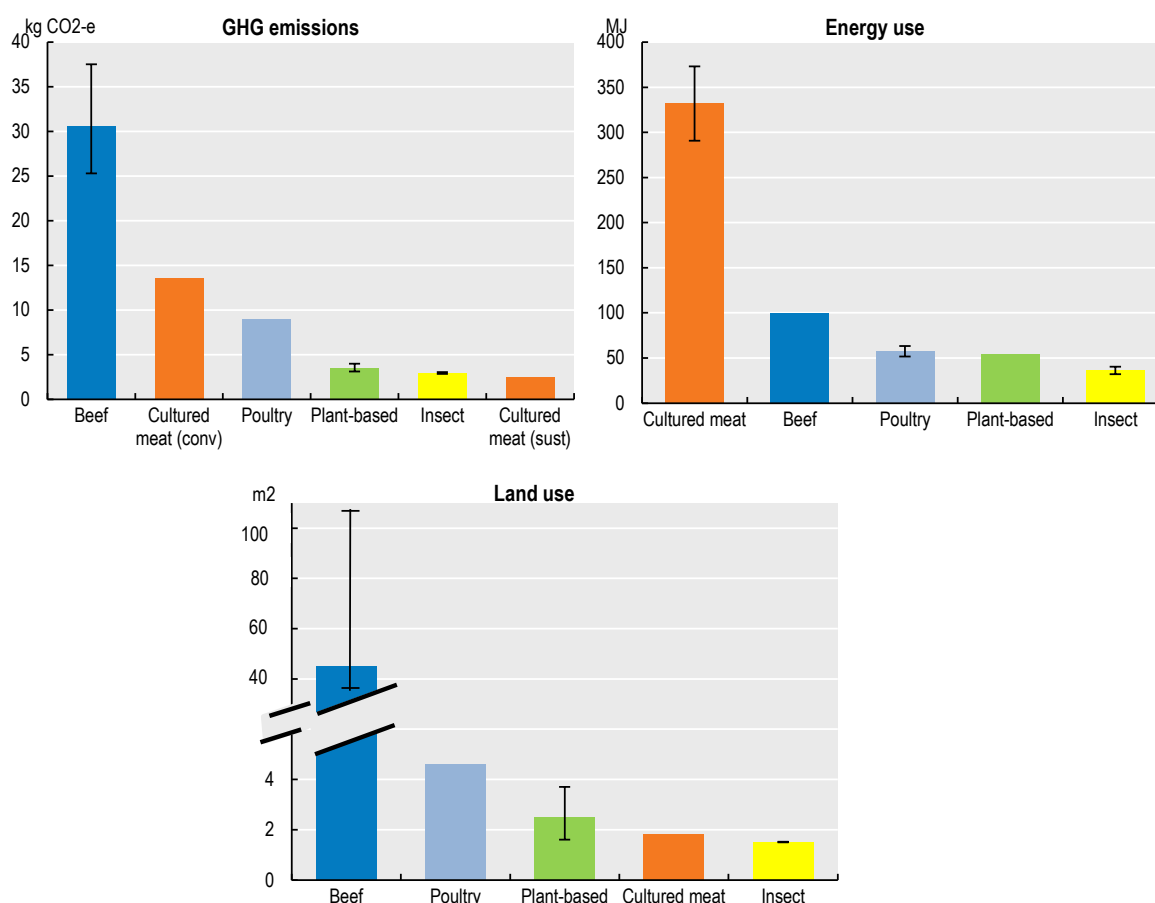 GHG emissions
kg CO2-e
40
35
30
25
20
15
10
5
0
Beef
Cultured meat (conv)
Poultry
Plant-based
Insect
Cultured meat (sust)
Energy use
MJ
400
350
300
250
200
150
100
50
0
Cultured meat
Beef
Poultry
Plant-based
Insect
Land use
m2
100
80
60
40
4
2
0
Beef
Poultry
Plant-based
Cultured meat
Insect